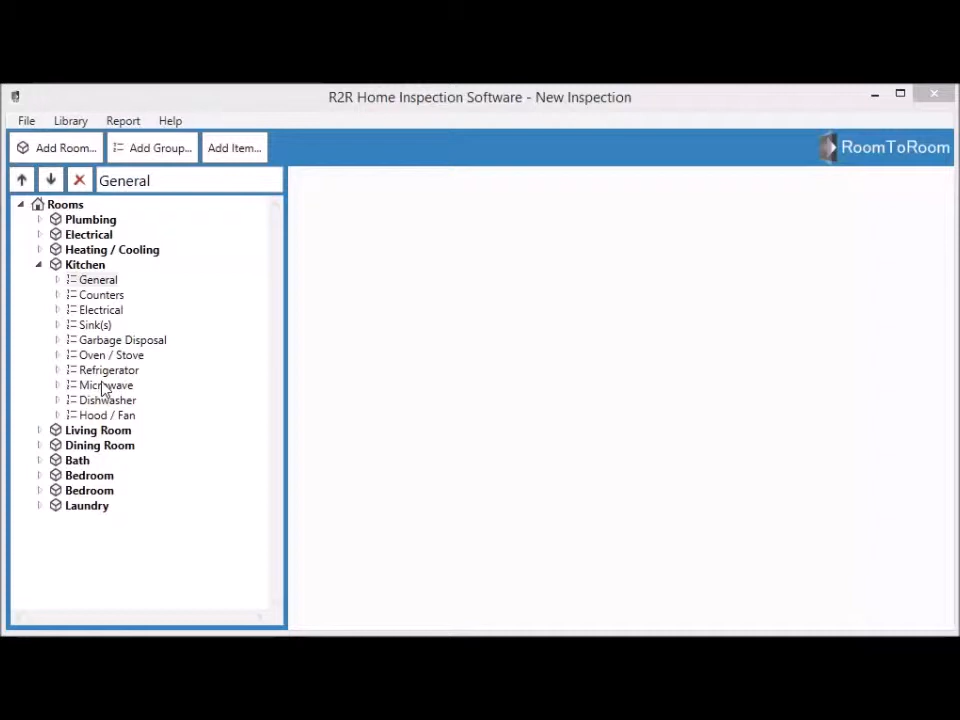 R2R Home Inspection Software - New Inspection
File Library Report Help
Add Room... Add Group... Add Item... RoomToRoom
General
Rooms
Plumbing
Electrical
Heating / Cooling
Kitchen
General
Counters
Electrical
Sink(s)
Garbage Disposal
Oven / Stove
Refrigerator
Microwave
Dishwasher
Hood / Fan
Living Room
Dining Room
Bath
Bedroom
Bedroom
Laundry